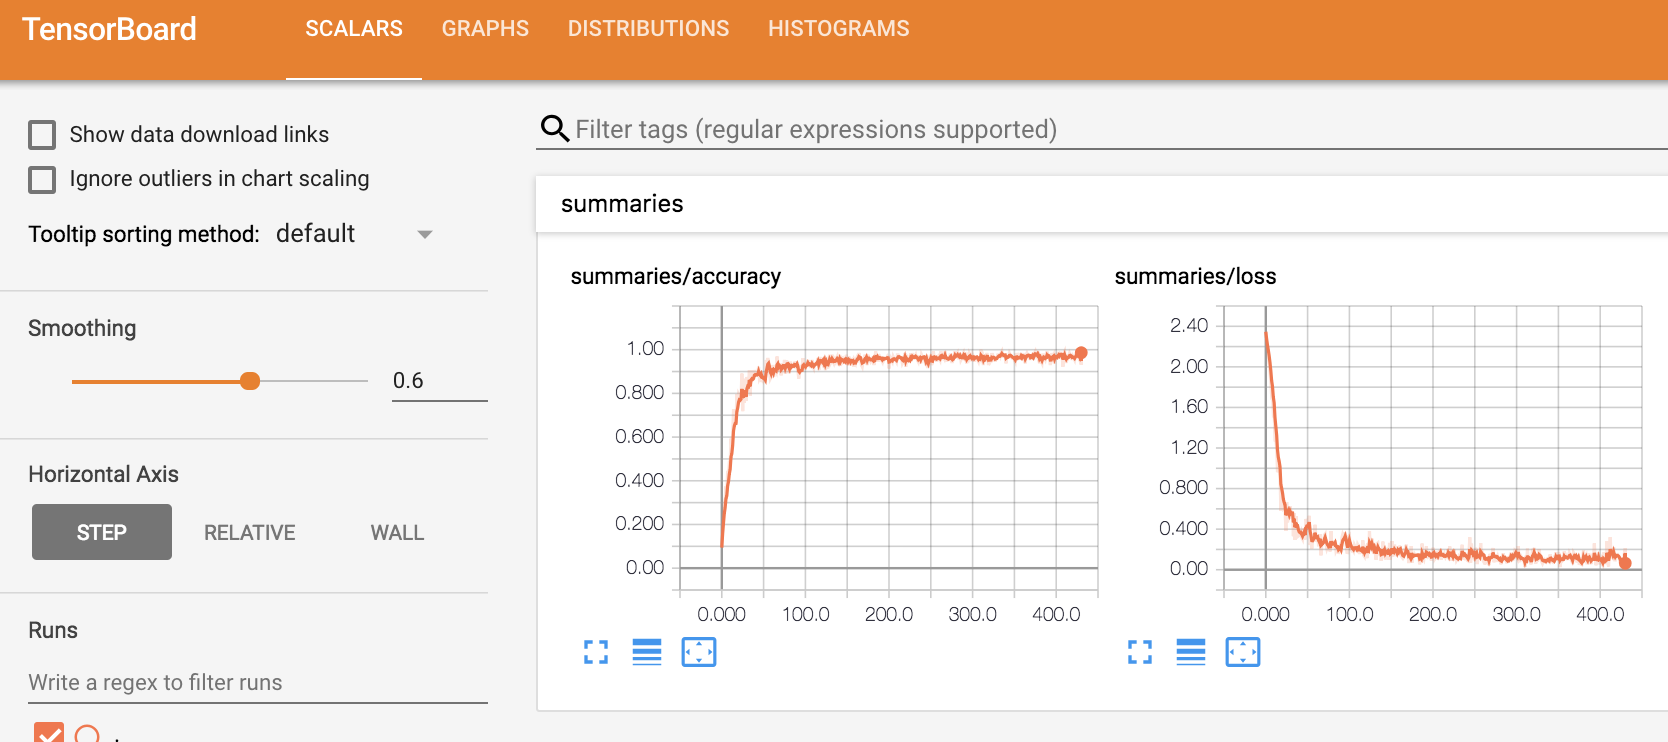 TensorBoard SCALARS GRAPHS DISTRIBUTIONS HISTOGRAMS
Show data download links
Ignore outliers in chart scaling
Tooltip sorting method: default
Smoothing
0.6
Horizontal Axis
STEP RELATIVE WALL
Runs
Write a regex to filter runs
Filter tags (regular expressions supported)
summaries
summaries/accuracy
1.00
0.800
0.600
0.400
0.200
0.00
0.000 100.0 200.0 300.0 400.0
summaries/loss
2.40
2.00
1.60
1.20
0.800
0.400
0.00
0.000 100.0 200.0 300.0 400.0